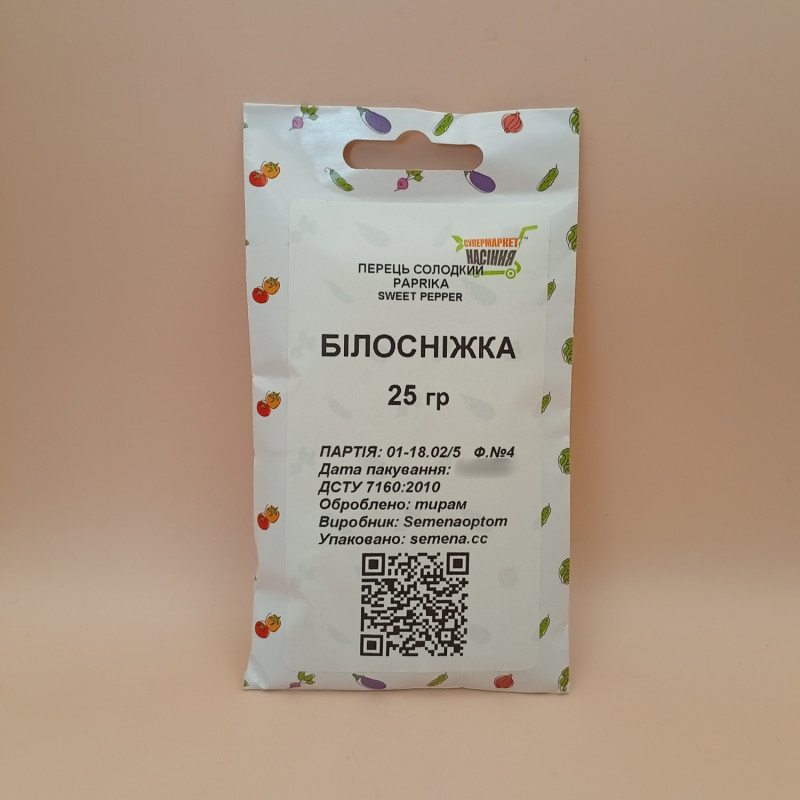 СУПЕРМАРКЕТ
НАСІННЯ
ПЕРЕЦЬ СОЛОДКИЙ
PAPRIKA
SWEET PEPPER
БІЛОСНІЖКА
25 гр
ПАРТІЯ: 01-18.02/5 Ф.№4
Дата пакування:
ДСТУ 7160:2010
Оброблено: тирам
Виробник: Semenaoptom
Упаковано: semena.cc